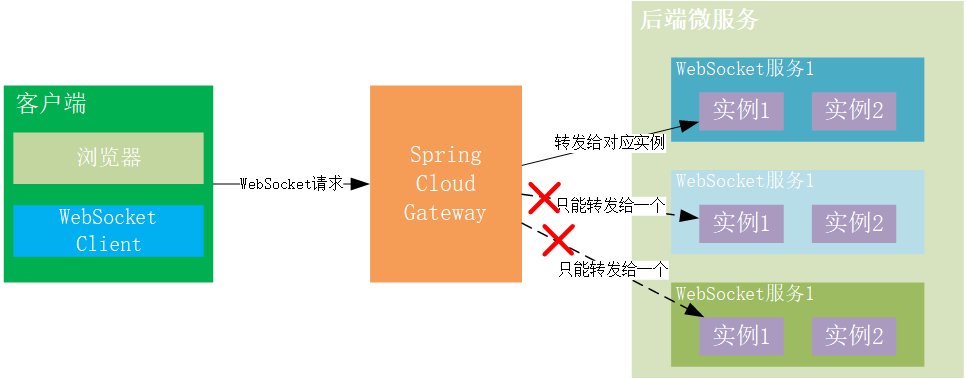 客户端
浏览器
WebSocket
Client
WebSocket请求
Spring
Cloud
Gateway
转发给对应实例
只能转发给一个
只能转发给一个
后端微服务
WebSocket服务1
实例1
实例2
WebSocket服务1
实例1
实例2
WebSocket服务1
实例1
实例2